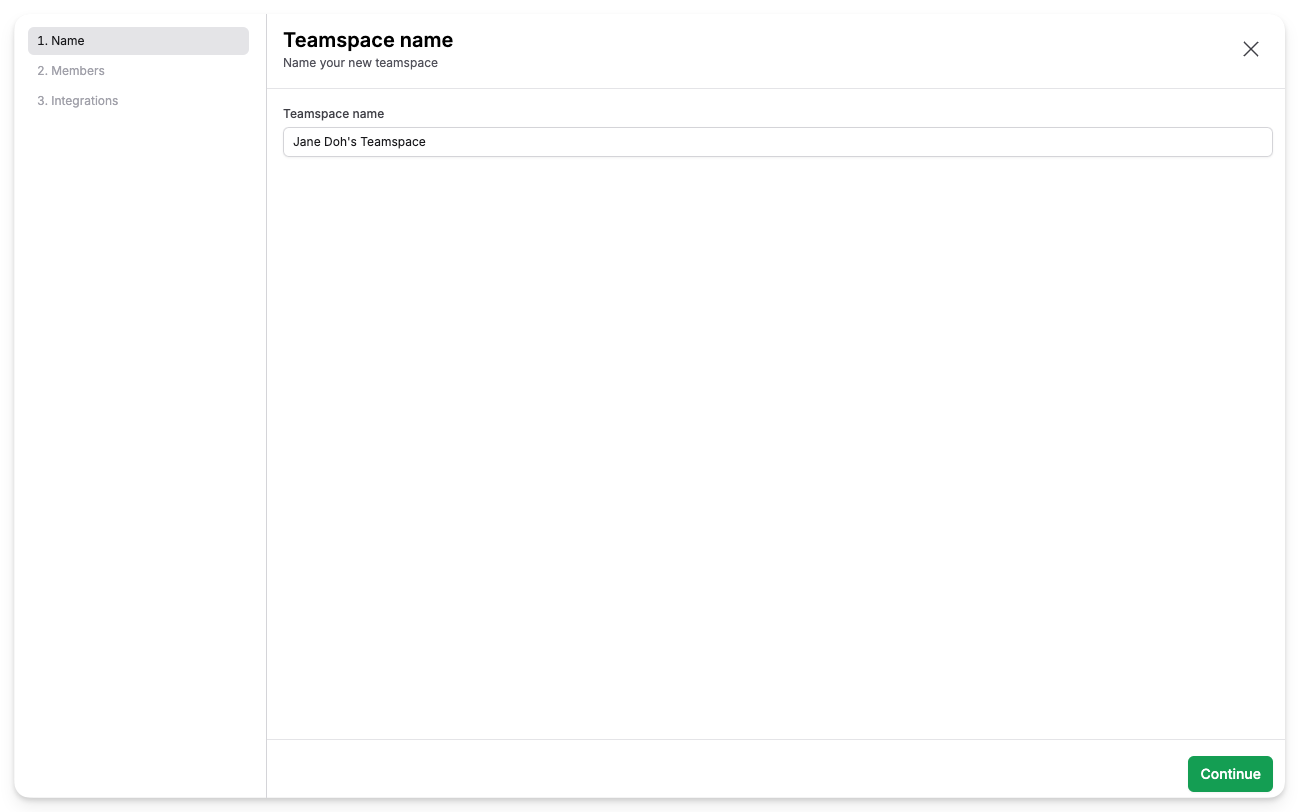 1. Name
2. Members
3. Integrations
Teamspace name
Name your new teamspace
Teamspace name
Jane Doh's Teamspace
Continue